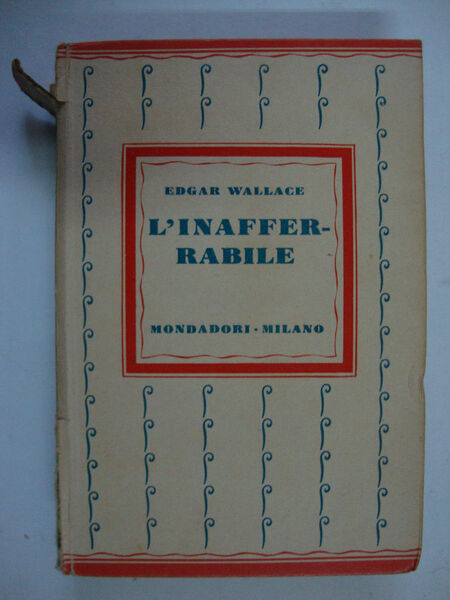 EDGAR WALLACE
L'INAFFER-
RABILE
MONDADORI · MILANO